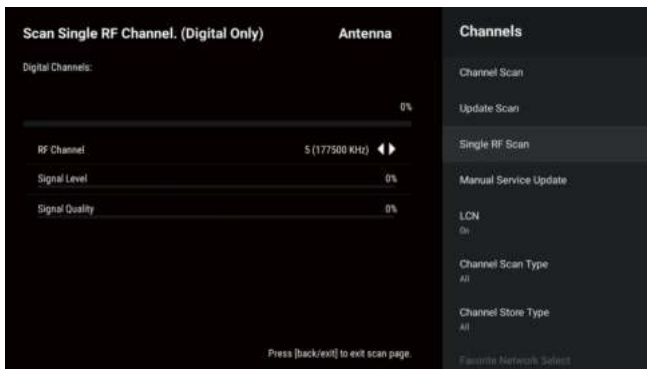 Scan Single RF Channel. (Digital Only) Antenna
Digital Channels:
0%
RF Channel 5 (177500 KHz)
Signal Level 0%
Signal Quality 0%
Press [back/exit] to exit scan page.
Channels
Channel Scan
Update Scan
Single RF Scan
Manual Service Update
LCN
On
Channel Scan Type
All
Channel Store Type
All
Favorite Network Select